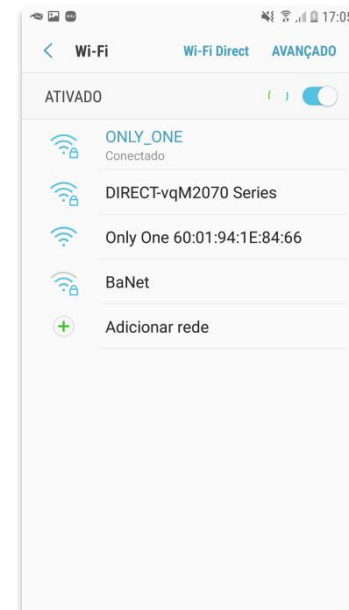 17:05
Wi-Fi Wi-Fi Direct AVANÇADO
ATIVADO
ONLY_ONE
Conectado
DIRECT-vqM2070 Series
Only One 60:01:94:1E:84:66
BaNet
Adicionar rede